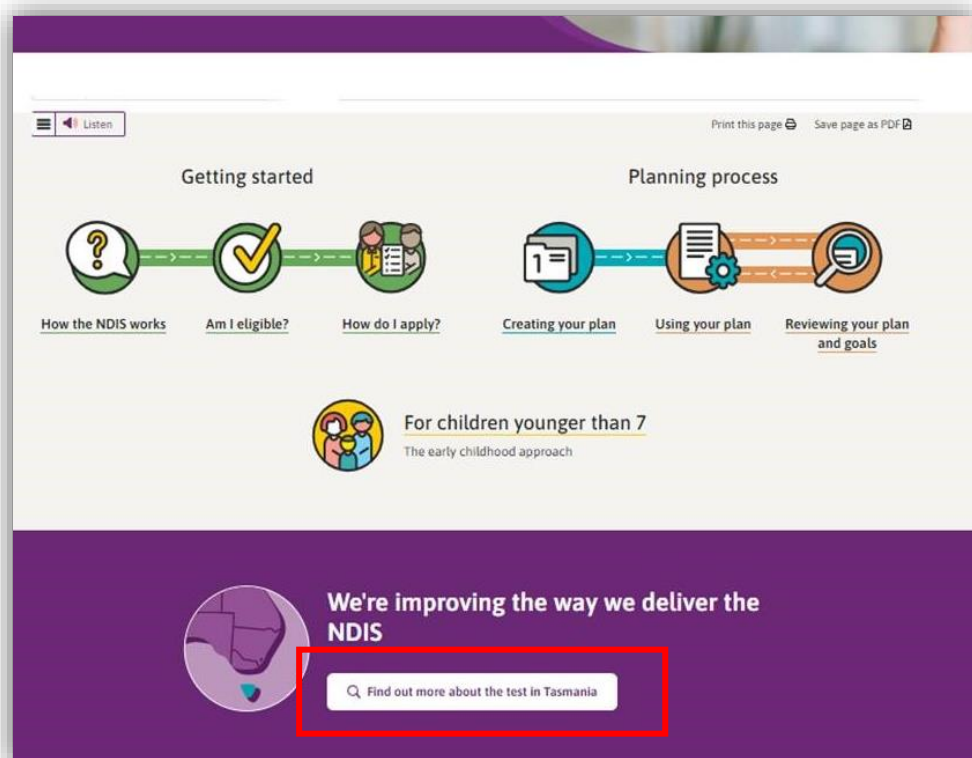 Listen
Print this page
Save page as PDF
Getting started
Planning process
?
1
How the NDIS works
Am I eligible?
How do I apply?
Creating your plan
Using your plan
Reviewing your plan
and goals
For children younger than 7
The early childhood approach
We're improving the way we deliver the
NDIS
Find out more about the test in Tasmania